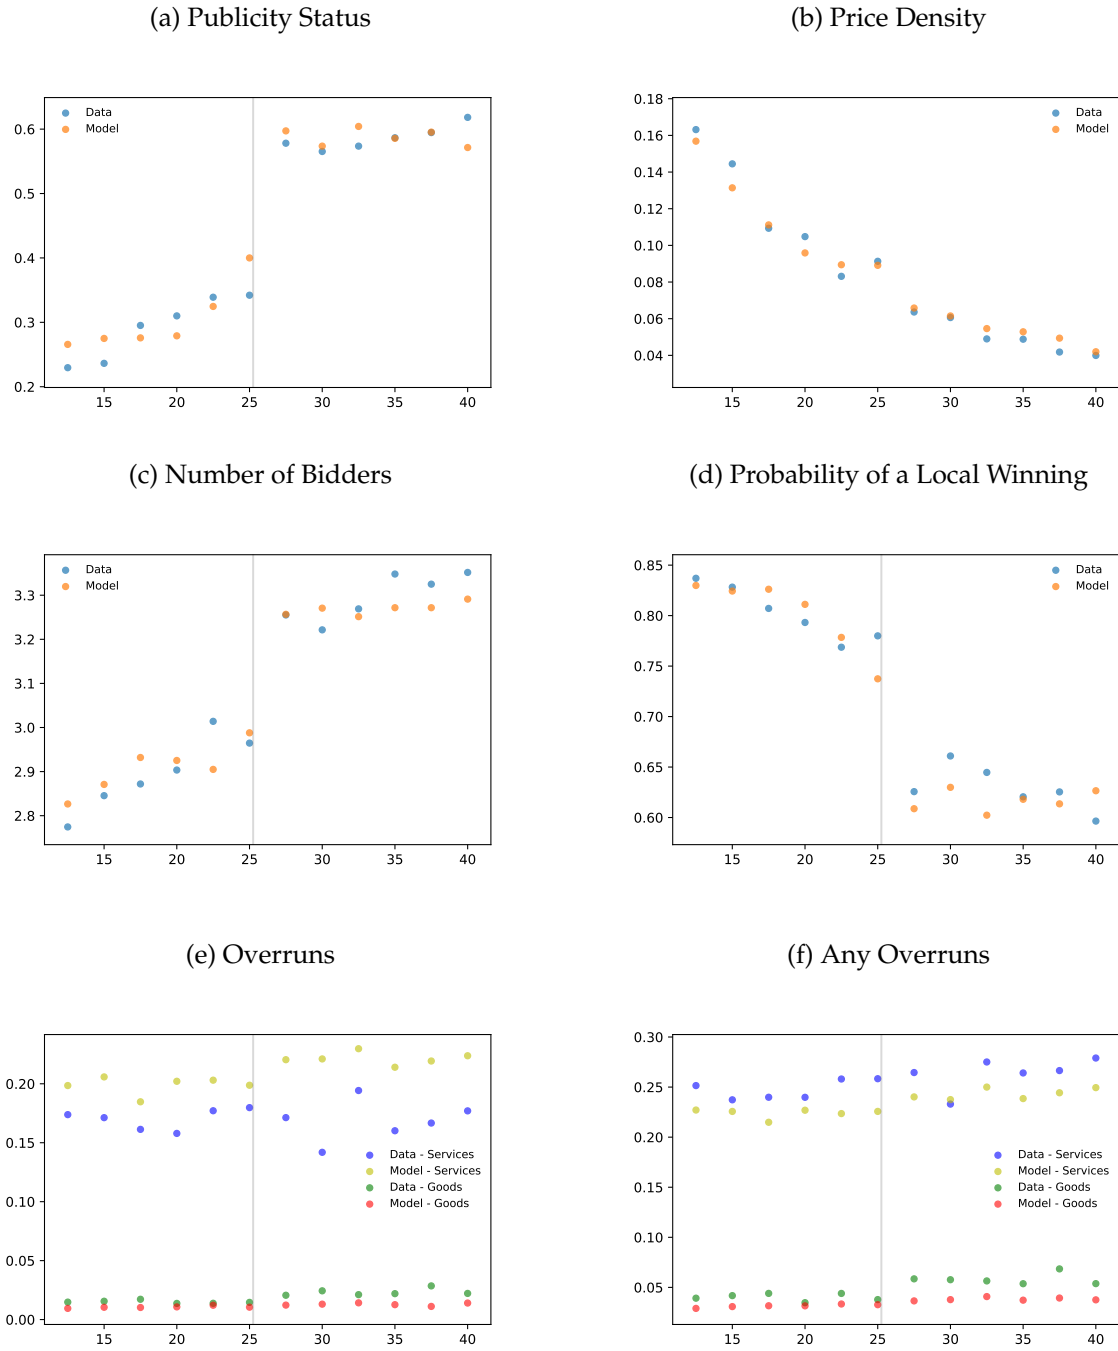 (a) Publicity Status
Data
Model
0.6
0.5
0.4
0.3
0.2
15 20 25 30 35 40
(b) Price Density
Data
Model
0.18
0.16
0.14
0.12
0.10
0.08
0.06
0.04
15 20 25 30 35 40
(c) Number of Bidders
Data
Model
3.3
3.2
3.1
3.0
2.9
2.8
15 20 25 30 35 40
(d) Probability of a Local Winning
Data
Model
0.85
0.80
0.75
0.70
0.65
0.60
15 20 25 30 35 40
(e) Overruns
0.20
0.15
0.10
0.05
0.00
Data - Services
Model - Services
Data - Goods
Model - Goods
15 20 25 30 35 40
(f) Any Overruns
0.30
0.25
0.20
0.15
0.10
0.05
Data - Services
Model - Services
Data - Goods
Model - Goods
15 20 25 30 35 40